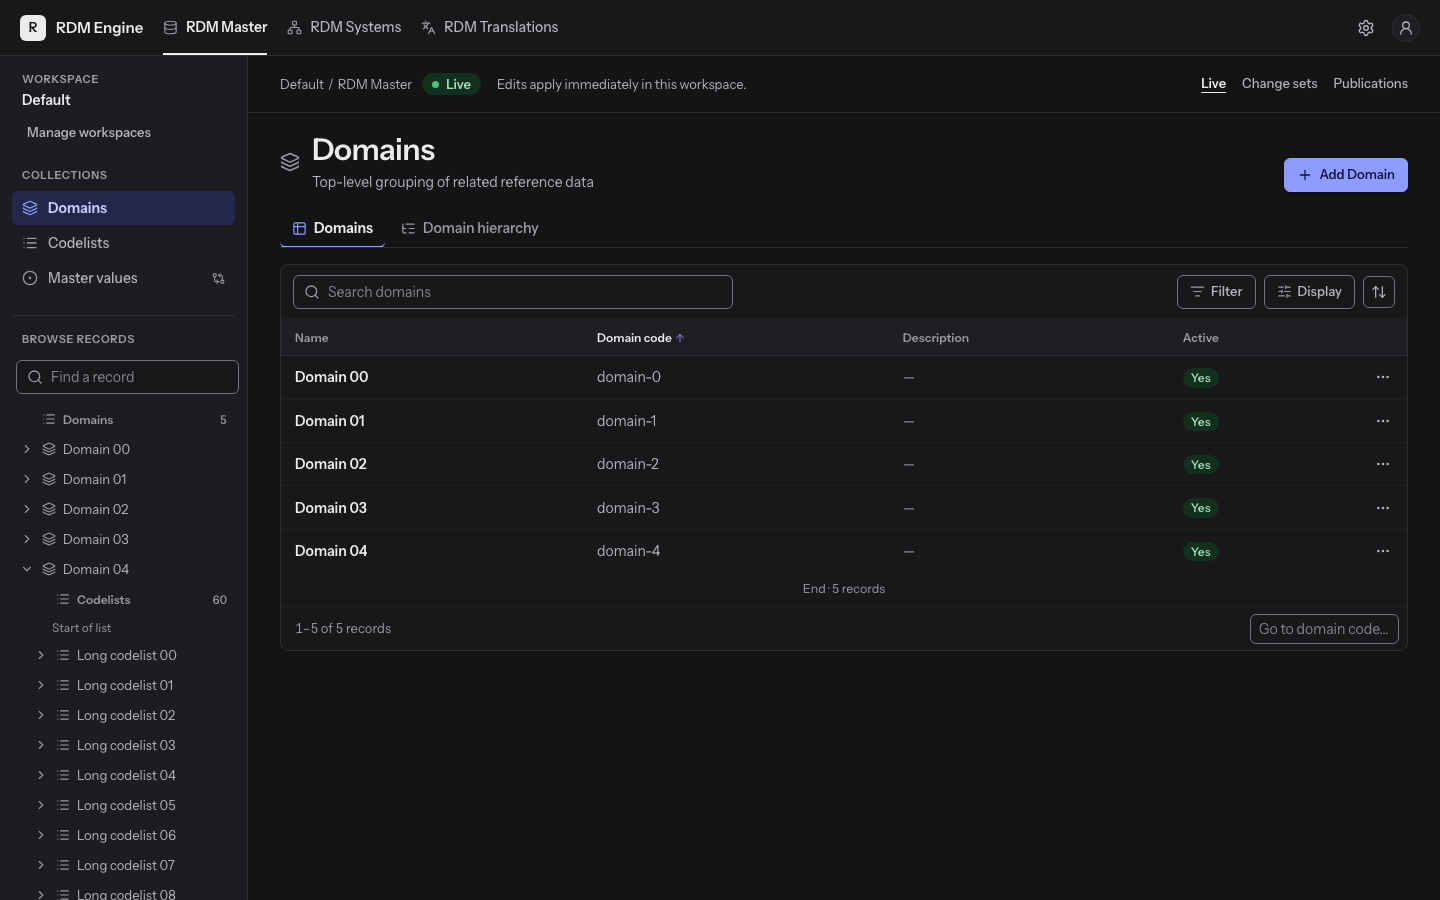 R RDM Engine RDM Master RDM Systems RDM Translations
WORKSPACE
Default
Manage workspaces
COLLECTIONS
Domains
Codelists
Master values
BROWSE RECORDS
Find a record
Domains 5
Domain 00
Domain 01
Domain 02
Domain 03
Domain 04
Codelists 60
Start of list
Long codelist 00
Long codelist 01
Long codelist 02
Long codelist 03
Long codelist 04
Long codelist 05
Long codelist 06
Long codelist 07
Long codelist 08
Default / RDM Master Live Edits apply immediately in this workspace. Live Change sets Publications
Domains
Top-level grouping of related reference data
Add Domain
Domains Domain hierarchy
Search domains Filter Display
Name Domain code Description Active
Domain 00 domain-0 — Yes
Domain 01 domain-1 — Yes
Domain 02 domain-2 — Yes
Domain 03 domain-3 — Yes
Domain 04 domain-4 — Yes
End · 5 records
1–5 of 5 records Go to domain code...